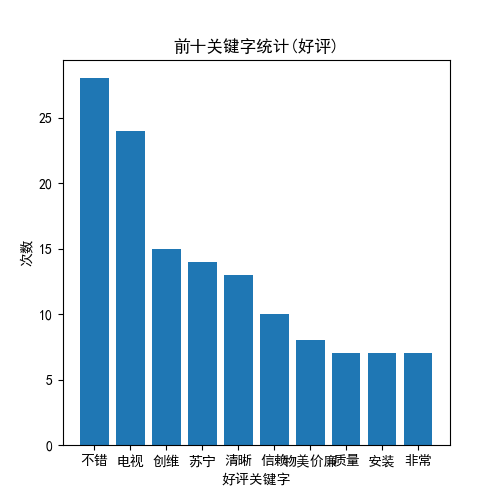 前十关键字统计(好评)
次数
25
20
15
10
5
0
不错 电视 创维 苏宁 清晰 信赖 物美价廉 质量 安装 非常
好评关键字